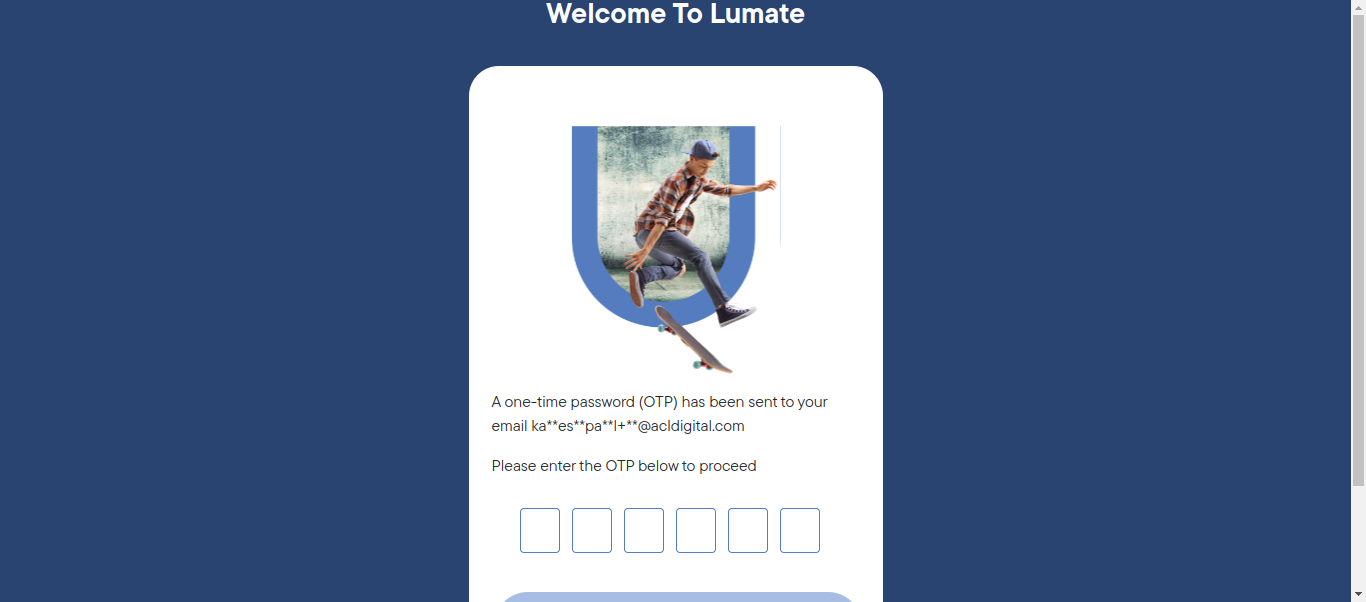 Welcome To Lumate
A one-time password (OTP) has been sent to your
email ka**es**pa**l+**@acldigital.com
Please enter the OTP below to proceed